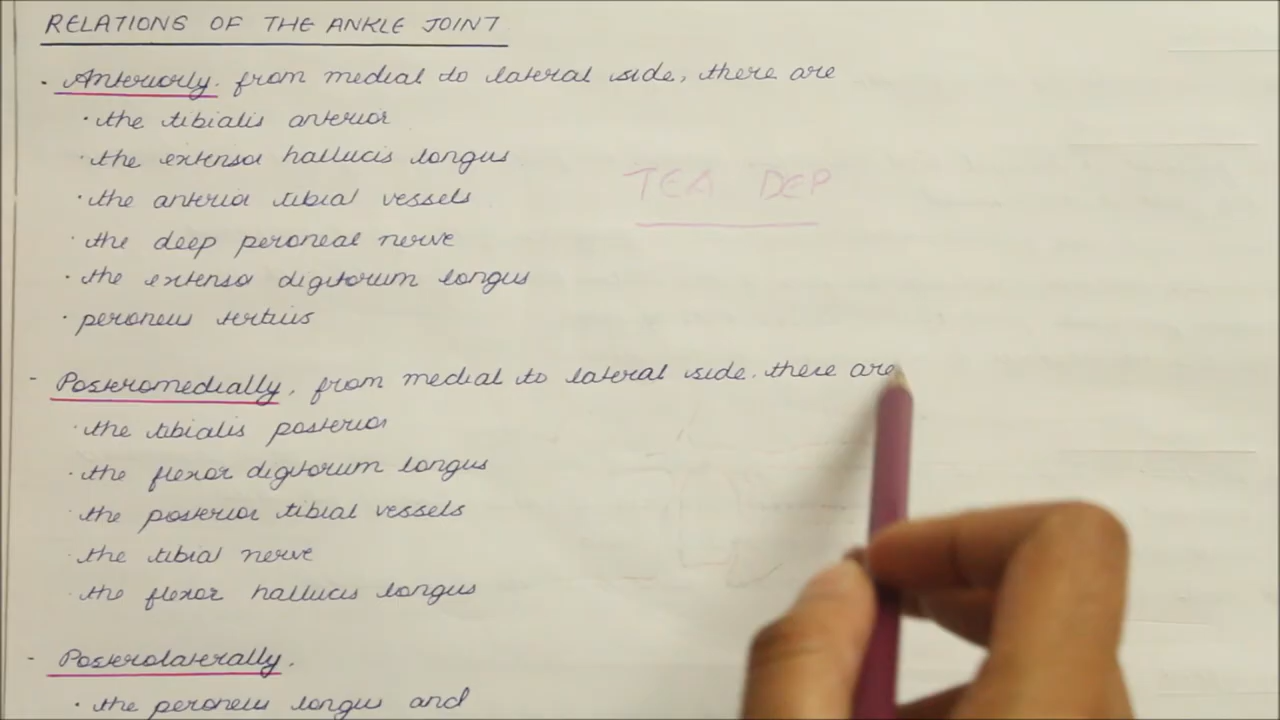 RELATIONS OF THE ANKLE JOINT
- Anteriorly. from medial to lateral side, there are
· the tibialis anterior
· the extensor hallucis longus
· the anterior tibial vessels
TEA DEP
· the deep peroneal nerve
· the extensor digitorum longus
· peroneus tertius
- Posteromedially, from medial to lateral side. there are
· the tibialis posterior
· the flexor digitorum longus
· the posterior tibial vessels
· the tibial nerve
· the flexor hallucis longus
- Posterolaterally.
· the peroneus longus and